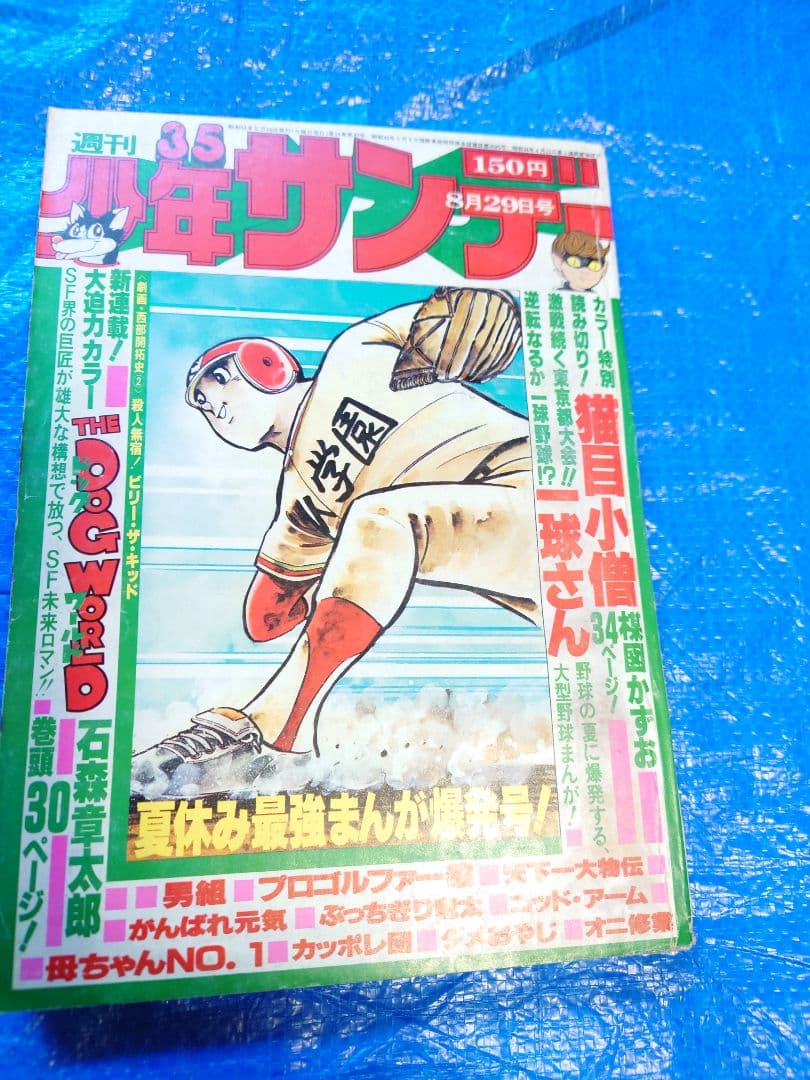 週刊
35
少年サンデー
150円
8月29日号
新連載!
大迫力カラー
THE DOG WORLD
ドッグ
ワールド
SF界の巨匠が雄大な構想で放つ、SF未来ロマン!!
石森章太郎
巻頭30ページ!
〈劇画・西部開拓史②〉殺人無宿!ビリー・ザ・キッド
学園
カラー特別
読み切り!
猫目小僧
楳図かずお
34ページ!
激戦続く東京都大会!!
逆転なるか一球野球!?
一球さん
野球の夏に爆発する、
大型野球まんが!
夏休み最強まんが爆発号!
男組
プロゴルファー猿
天下一大物伝
がんばれ元気
ぶっちぎり
ゴッド・アーム
母ちゃんNO.1
カッポレ団
ダメおやじ
オニ修業